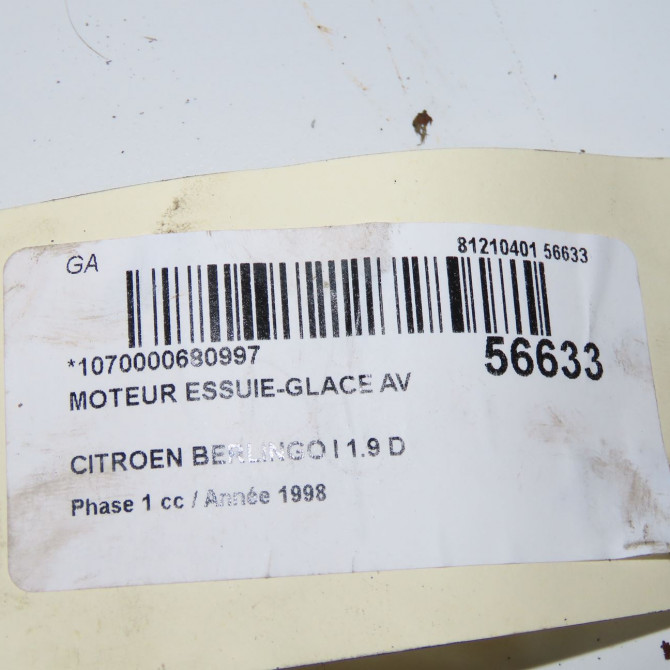 GA
81210401 56633
*1070000680997
56633
MOTEUR ESSUIE-GLACE AV
CITROEN BERLINGO I 1.9 D
Phase 1 cc / Année 1998